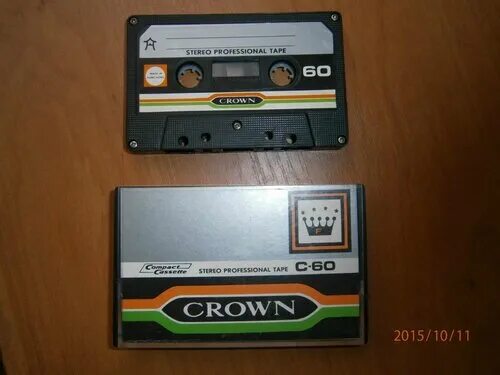 A
STEREO PROFESSIONAL TAPE
60
CROWN
F
Compact
Cassette
STEREO PROFESSIONAL TAPE C-60
CROWN
2015/10/11